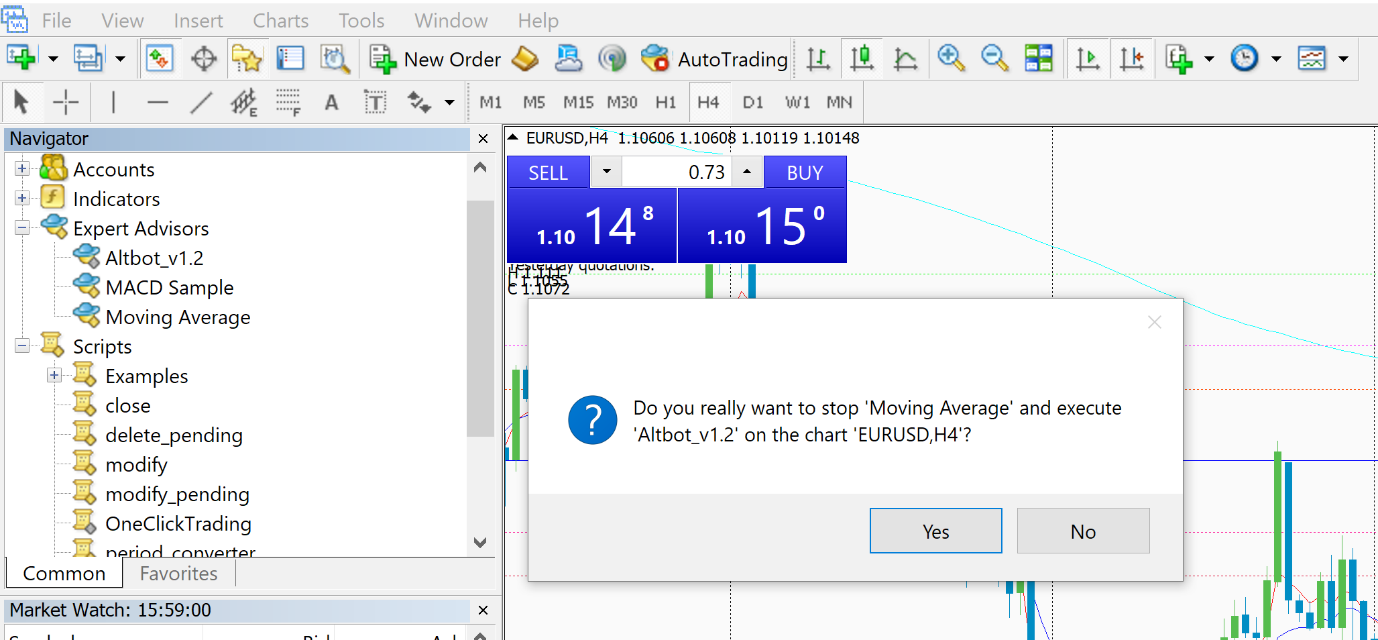 File View Insert Charts Tools Window Help
New Order AutoTrading
E F A T M1 M5 M15 M30 H1 H4 D1 W1 MN
Navigator
Accounts
Indicators
Expert Advisors
Altbot_v1.2
MACD Sample
Moving Average
Scripts
Examples
close
delete_pending
modify
modify_pending
OneClickTrading
period_converter
Common Favorites
Market Watch: 15:59:00
EURUSD,H4 1.10606 1.10608 1.10119 1.10148
SELL 0.73 BUY
1.10 14 8 1.10 15 0
Yesterday quotations:
C 1.1072
Do you really want to stop 'Moving Average' and execute
'Altbot_v1.2' on the chart 'EURUSD,H4'?
Yes No